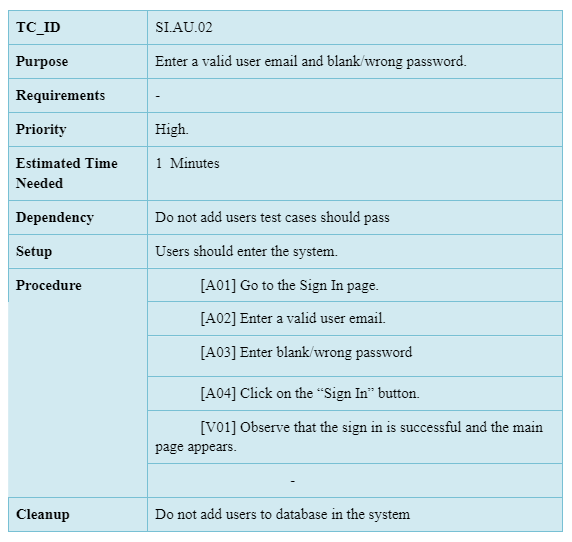 TC_ID
SI.AU.02
Purpose
Enter a valid user email and blank/wrong password.
Requirements
-
Priority
High.
Estimated Time
Needed
1 Minutes
Dependency
Do not add users test cases should pass
Setup
Users should enter the system.
Procedure
[A01] Go to the Sign In page.
[A02] Enter a valid user email.
[A03] Enter blank/wrong password
[A04] Click on the “Sign In” button.
[V01] Observe that the sign in is successful and the main
page appears.
-
Cleanup
Do not add users to database in the system